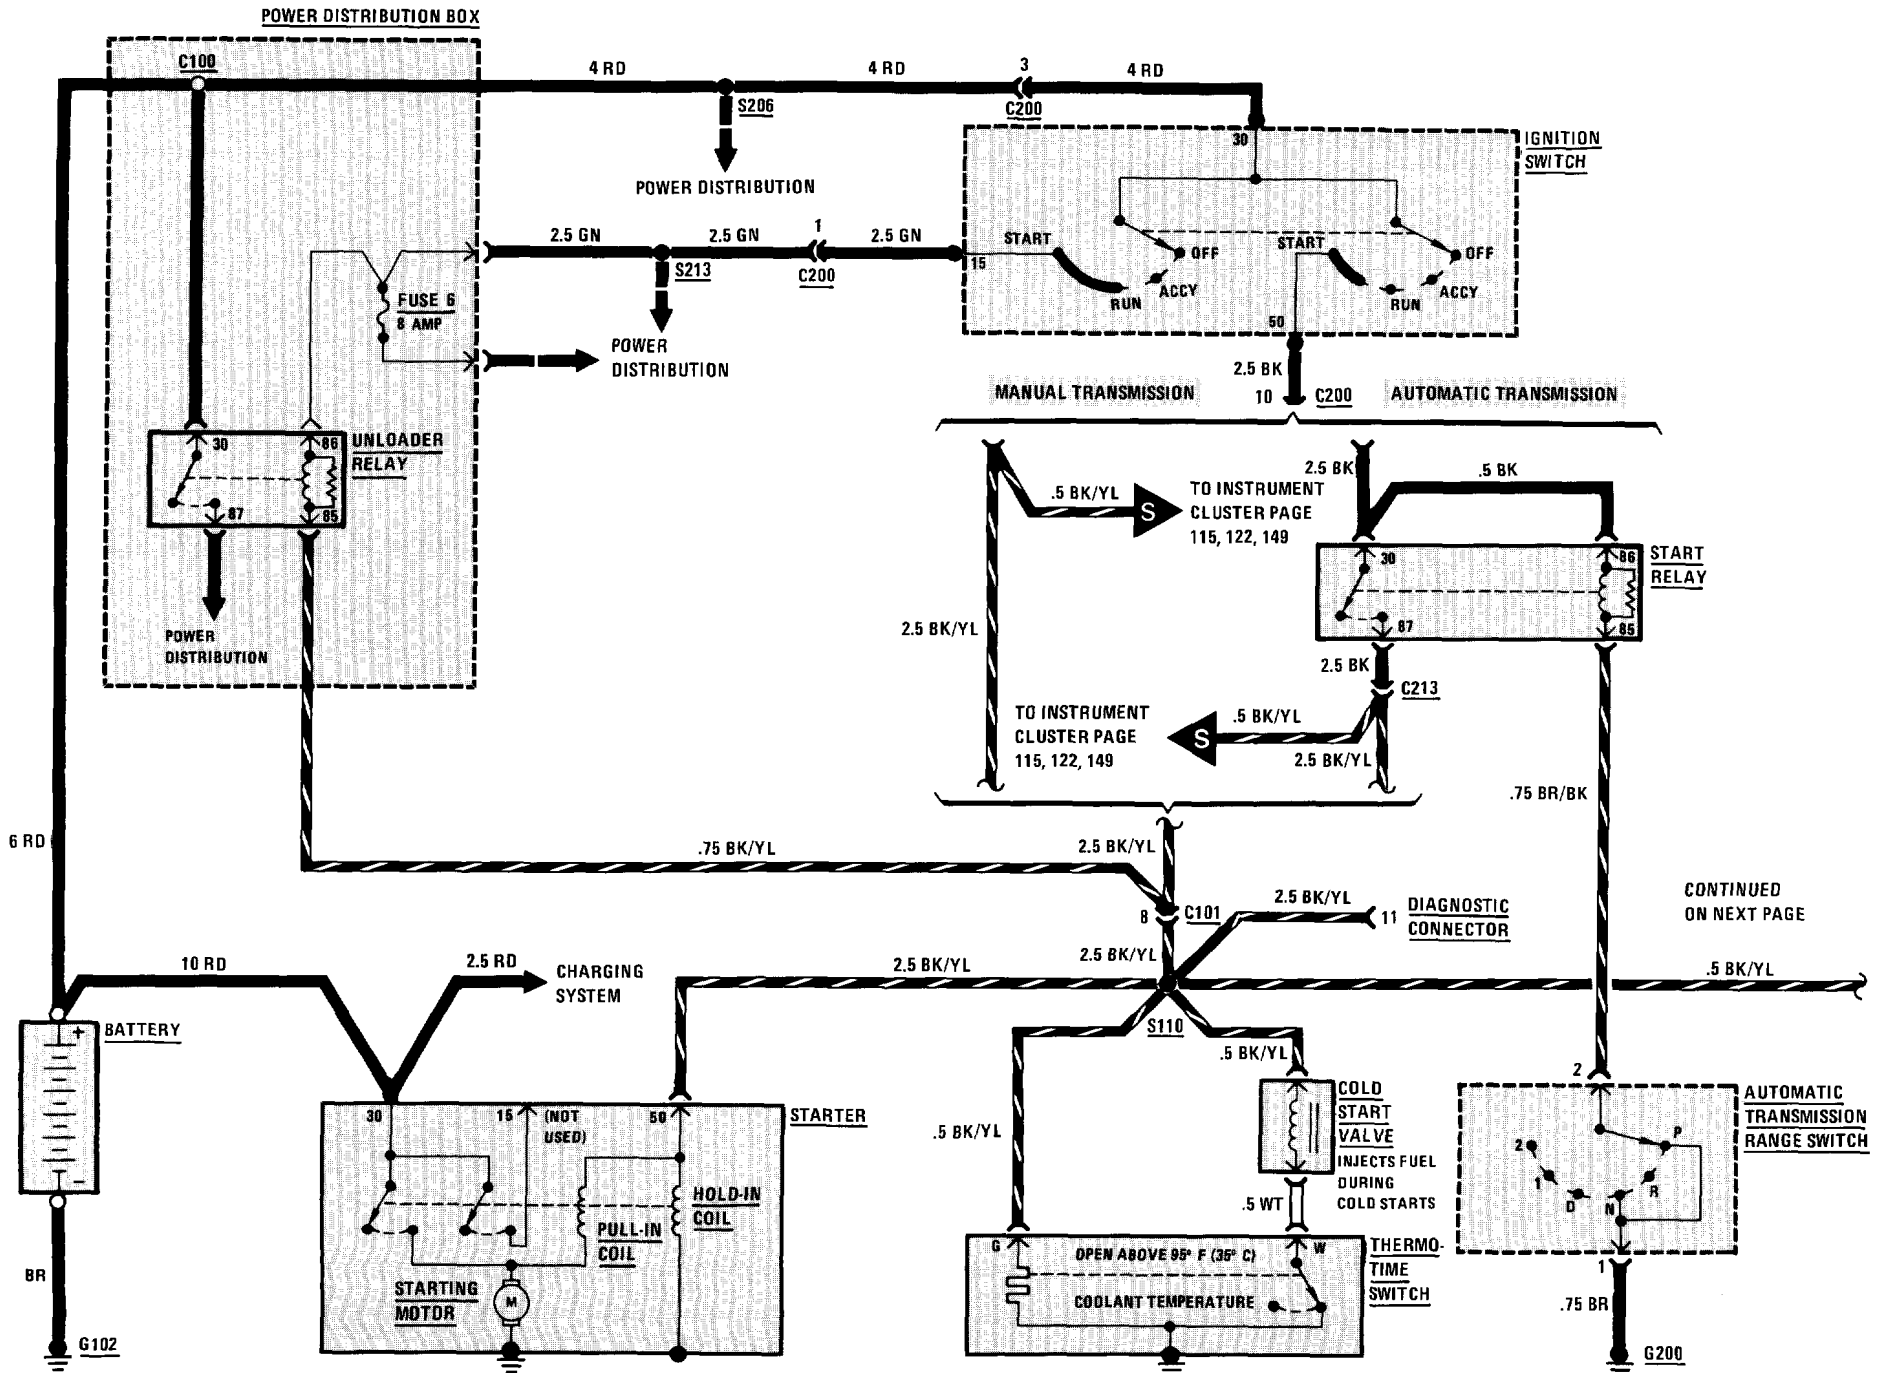 POWER DISTRIBUTION BOX
C100
4 RD
4 RD
3
4 RD
S206
C200
POWER DISTRIBUTION
30
IGNITION
SWITCH
2.5 GN
2.5 GN
1
2.5 GN
S213
C200
15
START
OFF
ACCY
RUN
START
OFF
ACCY
RUN
50
FUSE 6
8 AMP
POWER
DISTRIBUTION
2.5 BK
10
C200
MANUAL TRANSMISSION
AUTOMATIC TRANSMISSION
30
86
UNLOADER
RELAY
87
85
POWER
DISTRIBUTION
.5 BK/YL
S
TO INSTRUMENT
CLUSTER PAGE
115, 122, 149
2.5 BK
.5 BK
30
86
START
RELAY
87
85
2.5 BK/YL
2.5 BK
C213
TO INSTRUMENT
CLUSTER PAGE
115, 122, 149
S
.5 BK/YL
2.5 BK/YL
.75 BR/BK
6 RD
.75 BK/YL
2.5 BK/YL
8
C101
2.5 BK/YL
11
DIAGNOSTIC
CONNECTOR
CONTINUED
ON NEXT PAGE
10 RD
2.5 RD
CHARGING
SYSTEM
2.5 BK/YL
2.5 BK/YL
.5 BK/YL
S110
BATTERY
+
-
30
15
(NOT
USED)
50
STARTER
HOLD-IN
COIL
PULL-IN
COIL
STARTING
MOTOR
M
BR
G102
.5 BK/YL
.5 BK/YL
COLD
START
VALVE
INJECTS FUEL
DURING
COLD STARTS
.5 WT
G
OPEN ABOVE 95° F (35° C)
W
COOLANT TEMPERATURE
THERMO-
TIME
SWITCH
2
AUTOMATIC
TRANSMISSION
RANGE SWITCH
P
2
1
D
N
R
1
.75 BR
G200